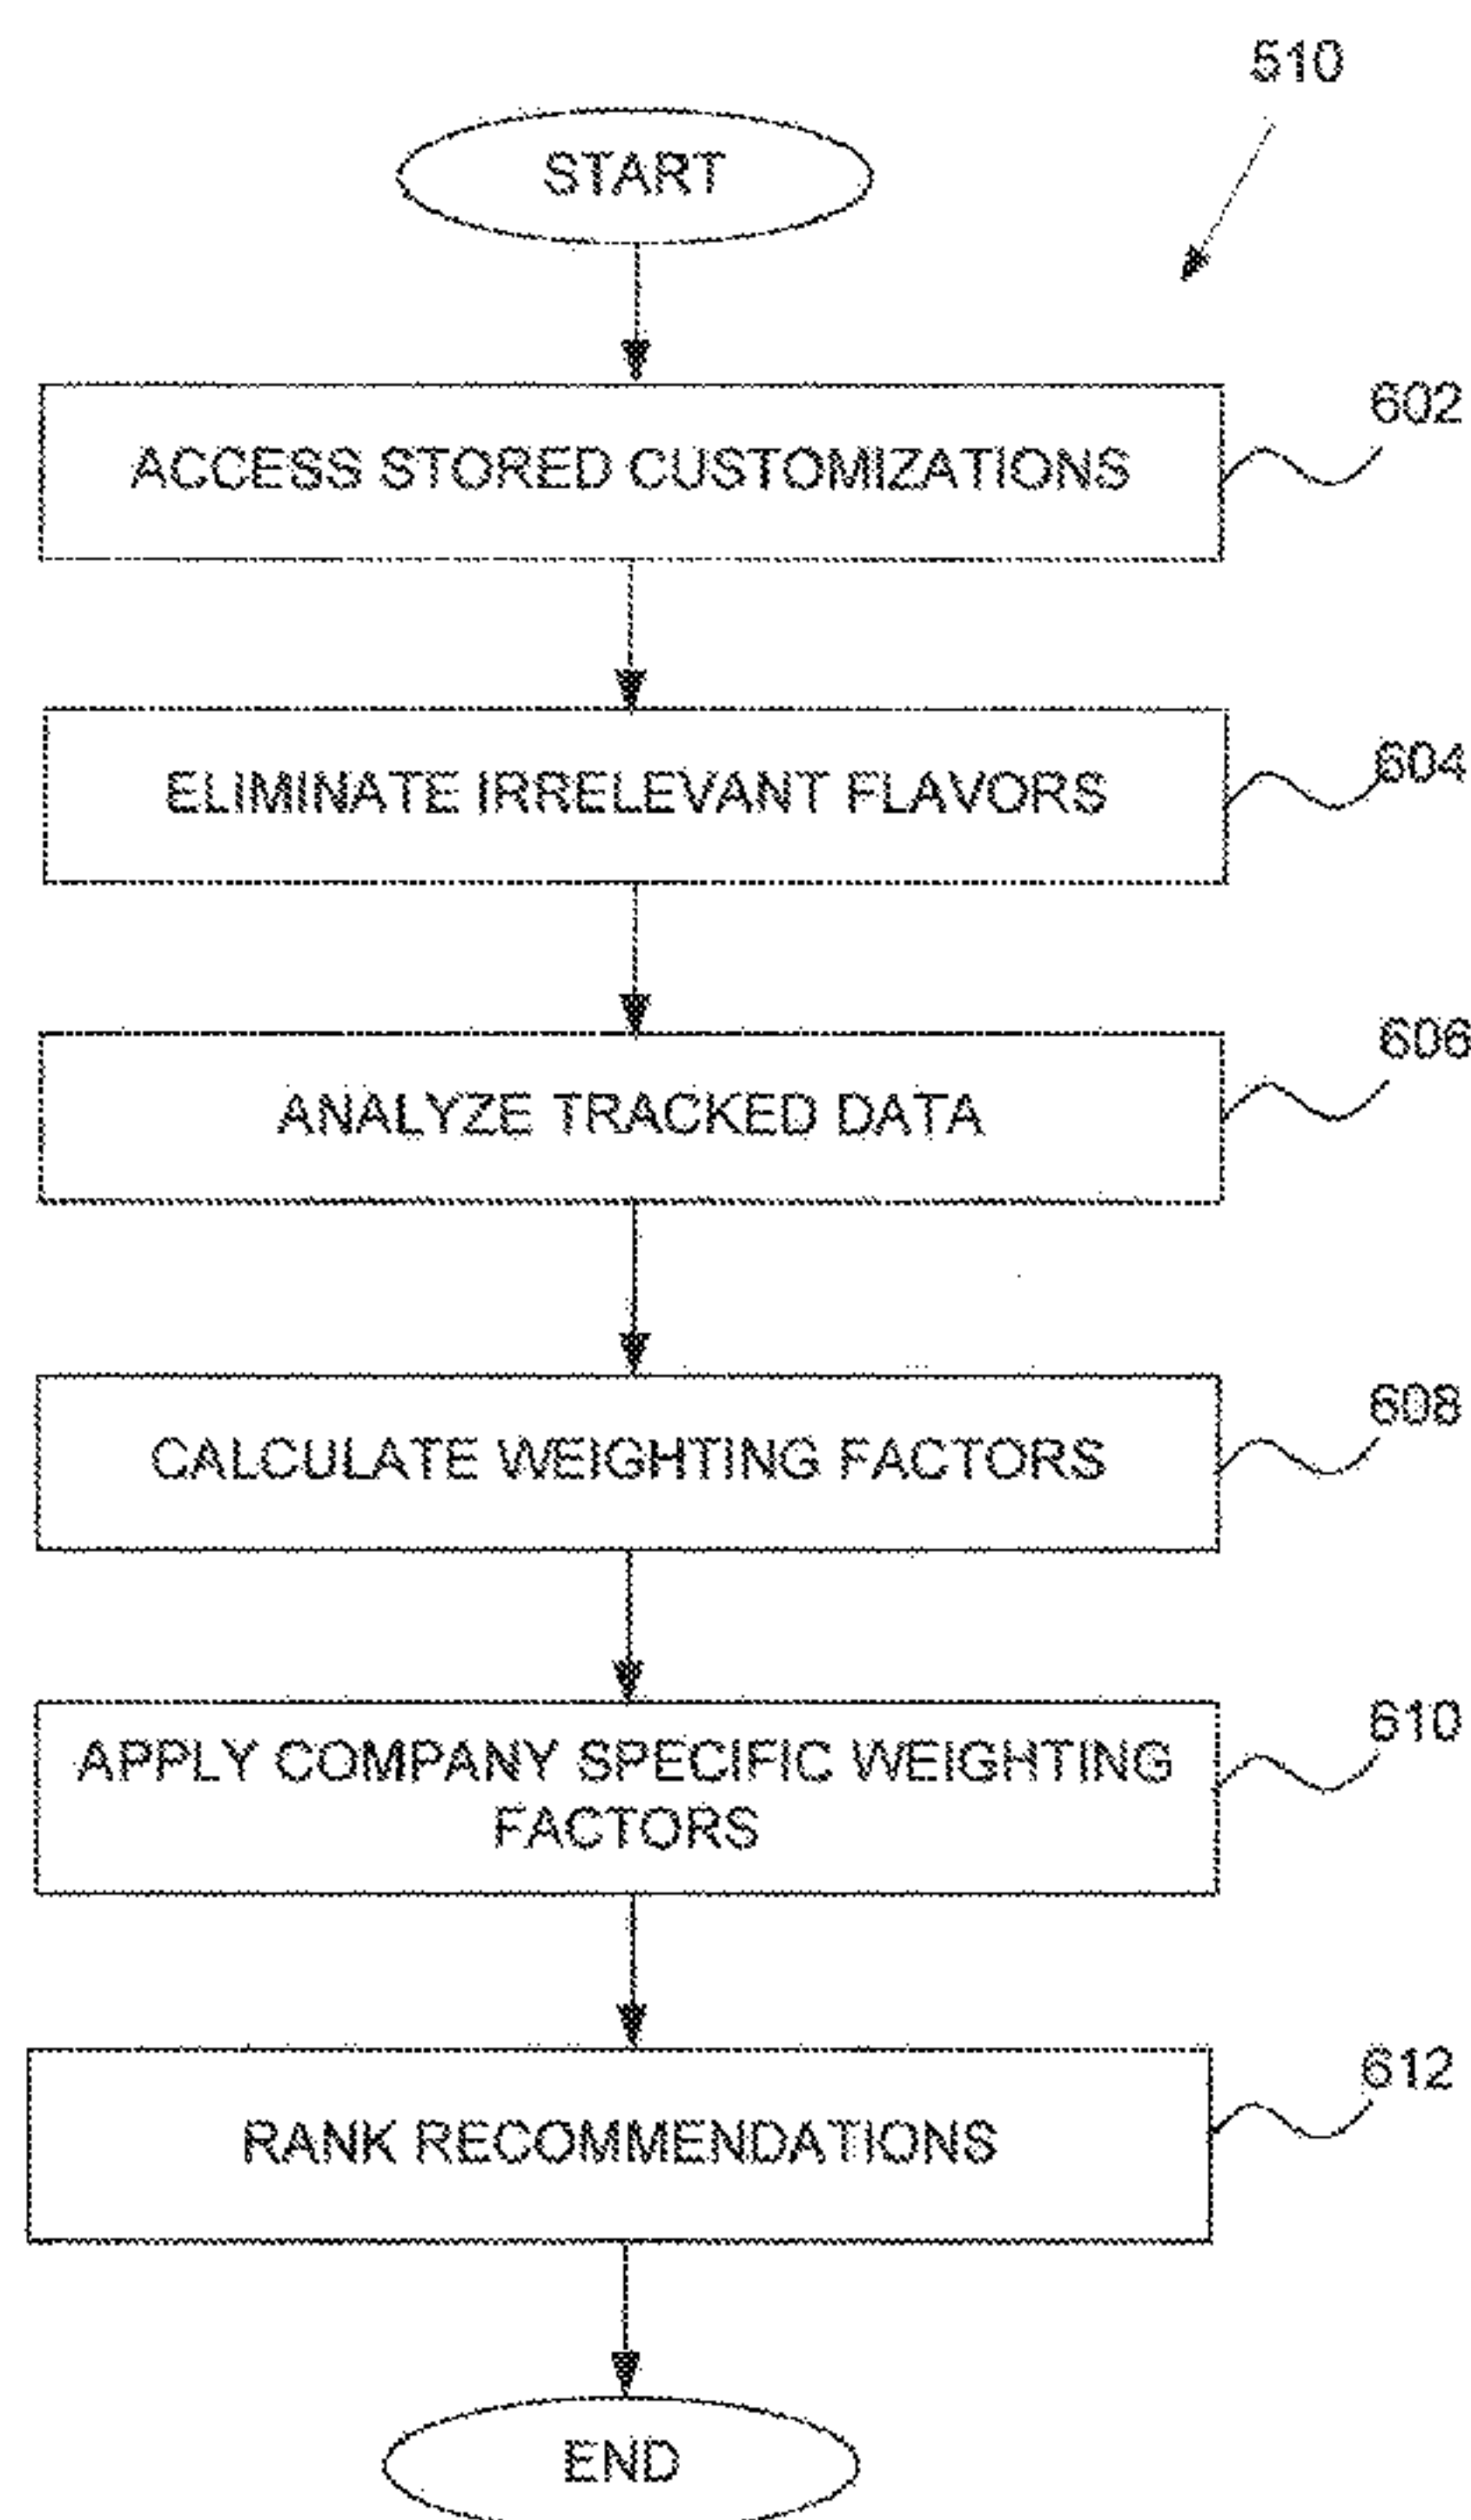 510
START
ACCESS STORED CUSTOMIZATIONS
602
ELIMINATE IRRELEVANT FLAVORS
604
ANALYZE TRACKED DATA
606
CALCULATE WEIGHTING FACTORS
608
APPLY COMPANY SPECIFIC WEIGHTING
FACTORS
610
RANK RECOMMENDATIONS
612
END